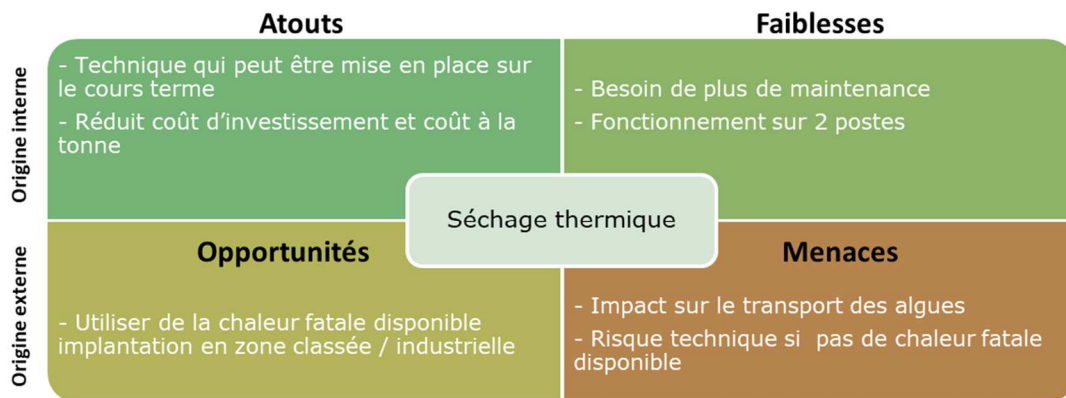 Atouts
Faiblesses
Origine interne
- Technique qui peut être mise en place sur
le cours terme
- Réduit coût d'investissement et coût à la
tonne
- Besoin de plus de maintenance
- Fonctionnement sur 2 postes
Séchage thermique
Opportunités
Menaces
Origine externe
- Utiliser de la chaleur fatale disponible
implantation en zone classée / industrielle
- Impact sur le transport des algues
- Risque technique si pas de chaleur fatale
disponible